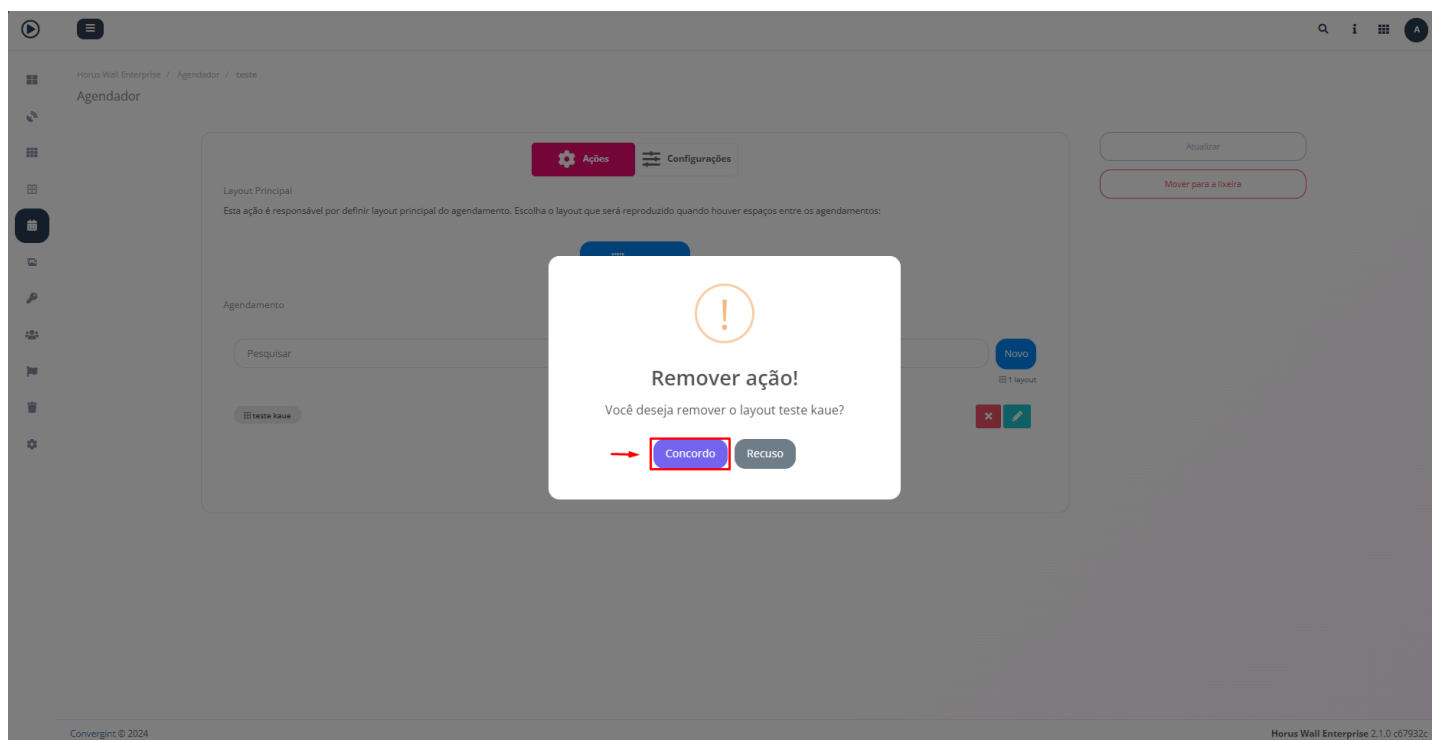 A
Horus Wall Enterprise / Agendador / teste
Agendador
Ações
Configurações
Atualizar
Mover para a lixeira
Layout Principal
Esta ação é responsável por definir layout principal do agendamento. Escolha o layout que será reproduzido quando houver espaços entre os agendamentos:
Agendamento
Pesquisar
Novo
1 layout
teste kaue
!
Remover ação!
Você deseja remover o layout teste kaue?
Concordo
Recuso
Convergint © 2024
Horus Wall Enterprise 2.1.0 c67932c